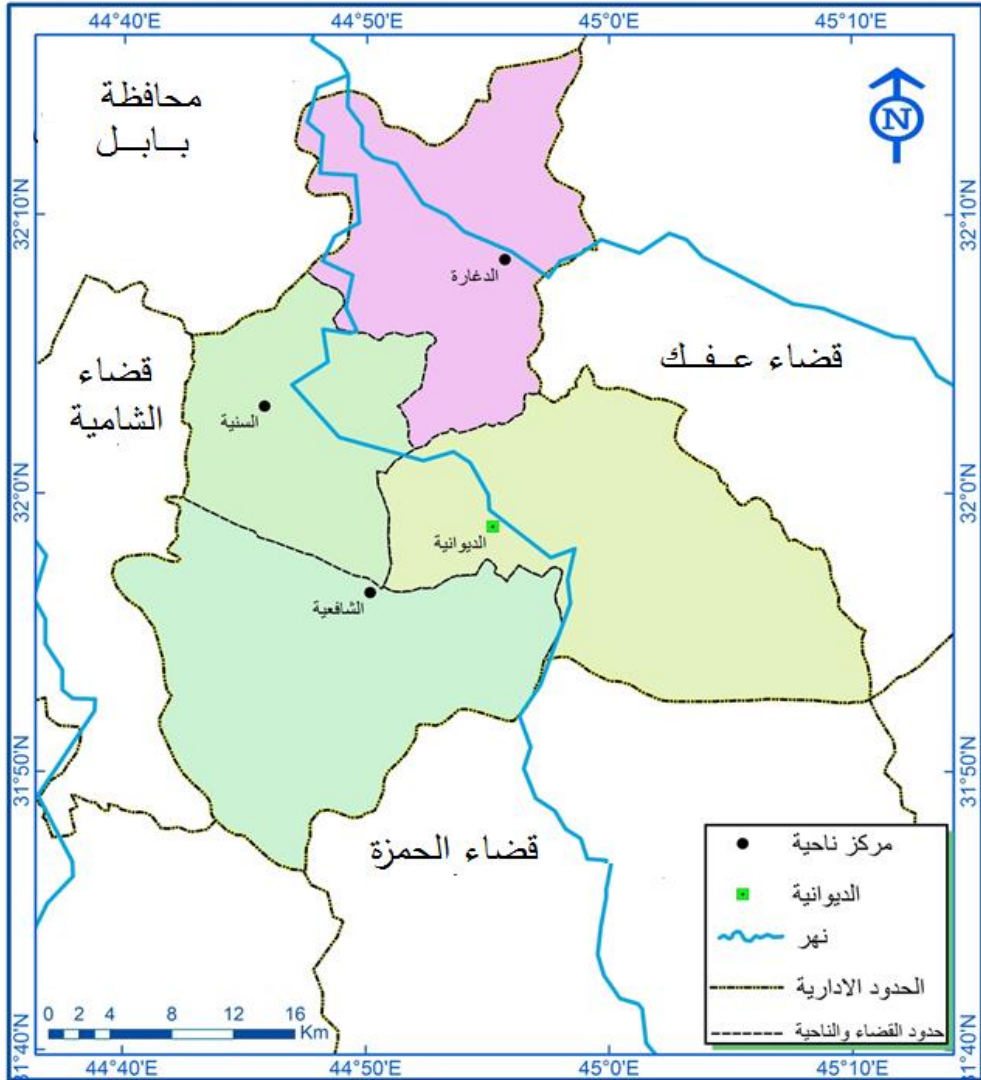 44°40'E
44°50'E
45°0'E
45°10'E
محافظة
بــابــل
N
32°10'N
32°10'N
الدغارة
قضاء عــفــك
قضاء
الشامية
السنية
32°0'N
32°0'N
الديوانية
الشافعية
31°50'N
31°50'N
قضاء الحمزة
مركز ناحية
الديوانية
نهر
الحدود الادارية
حدود القضاء والناحية
0 2 4 8 12 16
Km
31°40'N
31°40'N
44°40'E
44°50'E
45°0'E
45°10'E